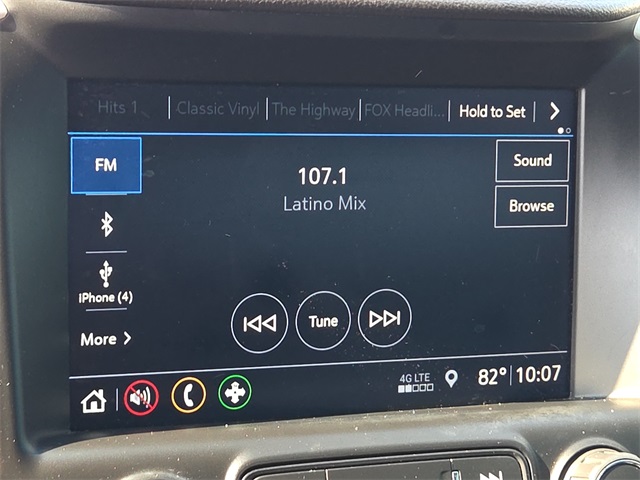 Hits 1 Classic Vinyl The Highway FOX Headli... Hold to Set
FM
107.1
Latino Mix
Sound
Browse
iPhone (4)
More
Tune
4G LTE
82° 10:07